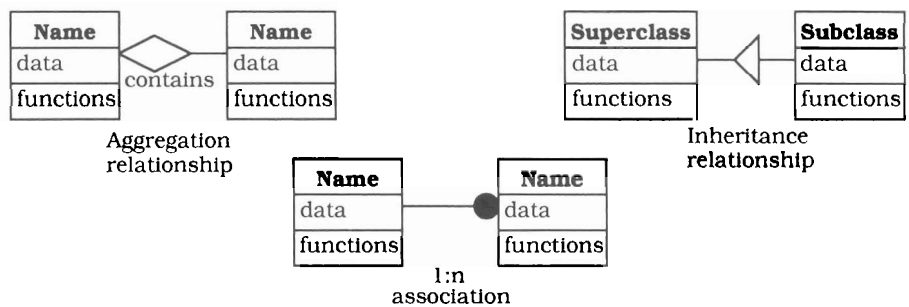 Name
data
functions
contains
Name
data
functions
Aggregation
relationship
Superclass
data
functions
Subclass
data
functions
Inheritance
relationship
Name
data
functions
Name
data
functions
1:n
association